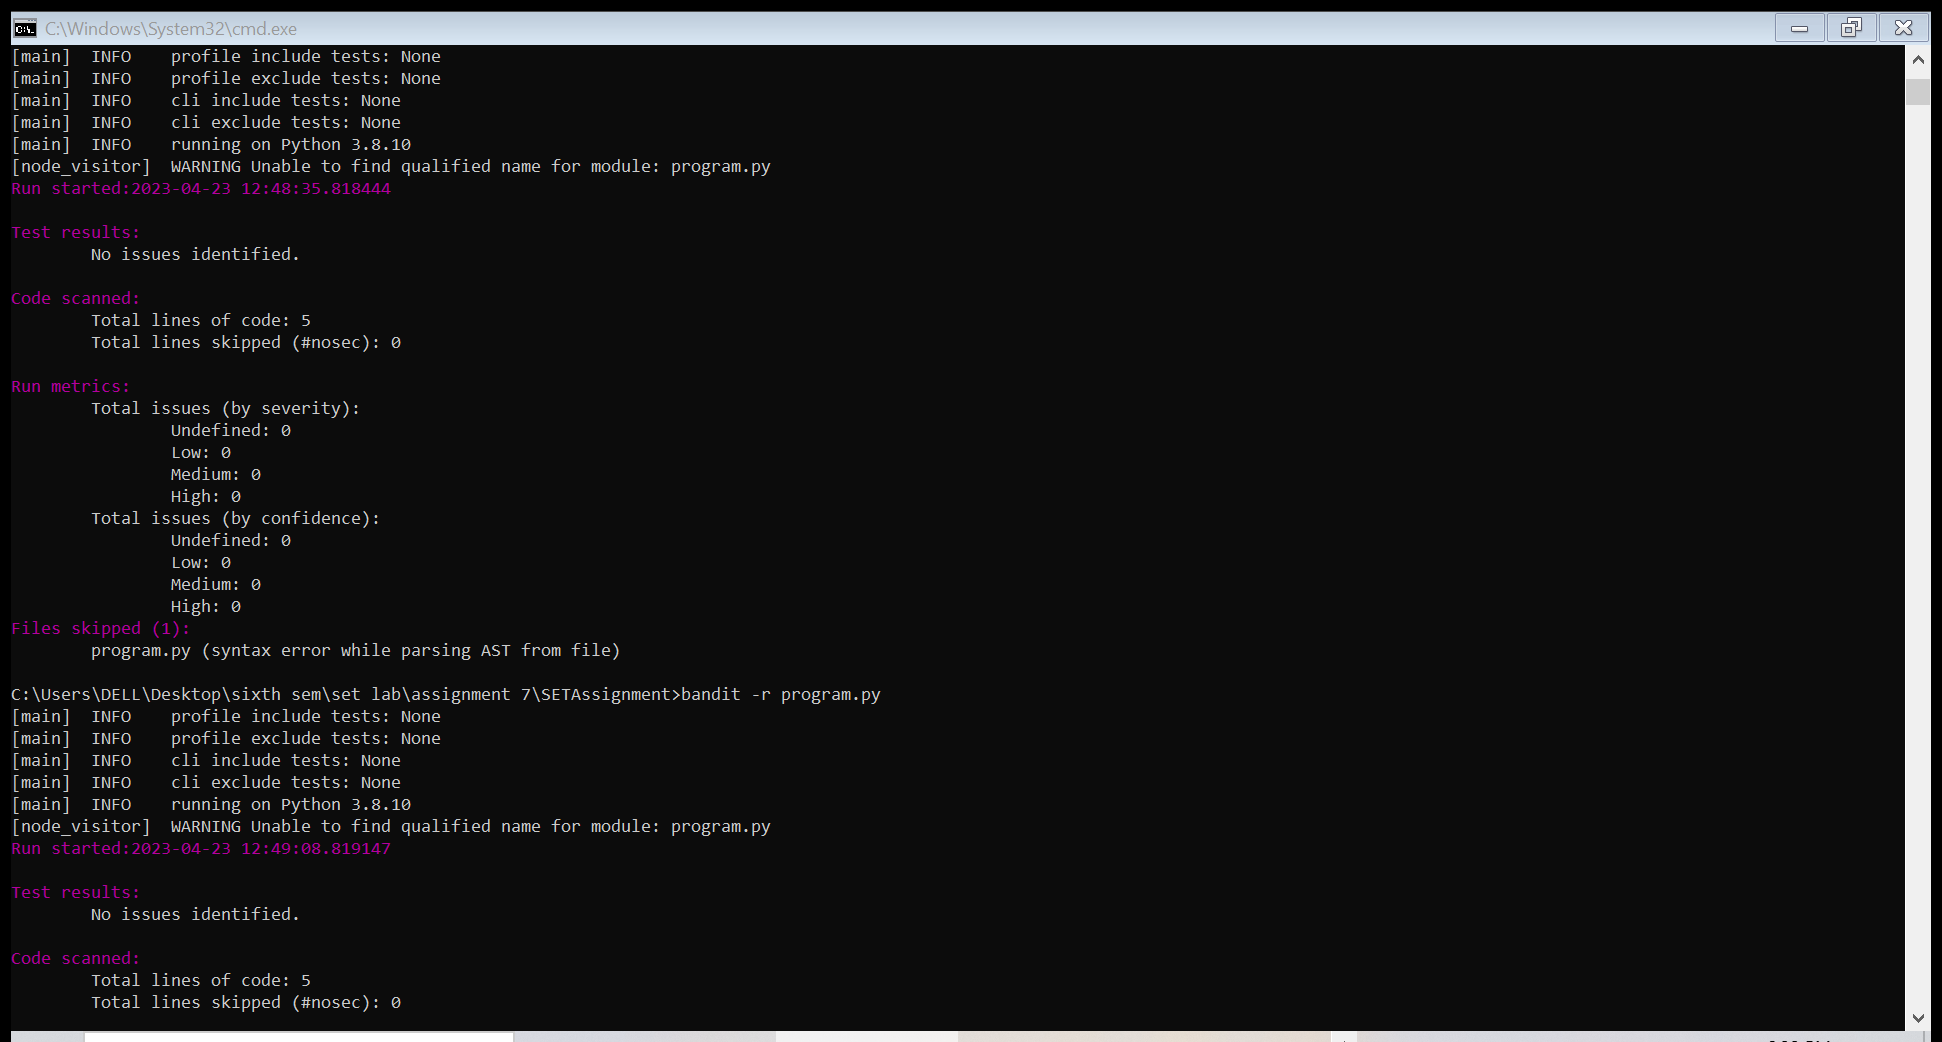 C:\Windows\System32\cmd.exe
[main]  INFO    profile include tests: None
[main]  INFO    profile exclude tests: None
[main]  INFO    cli include tests: None
[main]  INFO    cli exclude tests: None
[main]  INFO    running on Python 3.8.10
[node_visitor]  WARNING Unable to find qualified name for module: program.py
Run started:2023-04-23 12:48:35.818444

Test results:
        No issues identified.

Code scanned:
        Total lines of code: 5
        Total lines skipped (#nosec): 0

Run metrics:
        Total issues (by severity):
                Undefined: 0
                Low: 0
                Medium: 0
                High: 0
        Total issues (by confidence):
                Undefined: 0
                Low: 0
                Medium: 0
                High: 0
Files skipped (1):
        program.py (syntax error while parsing AST from file)

C:\Users\DELL\Desktop\sixth sem\set lab\assignment 7\SETAssignment>bandit -r program.py
[main]  INFO    profile include tests: None
[main]  INFO    profile exclude tests: None
[main]  INFO    cli include tests: None
[main]  INFO    cli exclude tests: None
[main]  INFO    running on Python 3.8.10
[node_visitor]  WARNING Unable to find qualified name for module: program.py
Run started:2023-04-23 12:49:08.819147

Test results:
        No issues identified.

Code scanned:
        Total lines of code: 5
        Total lines skipped (#nosec): 0